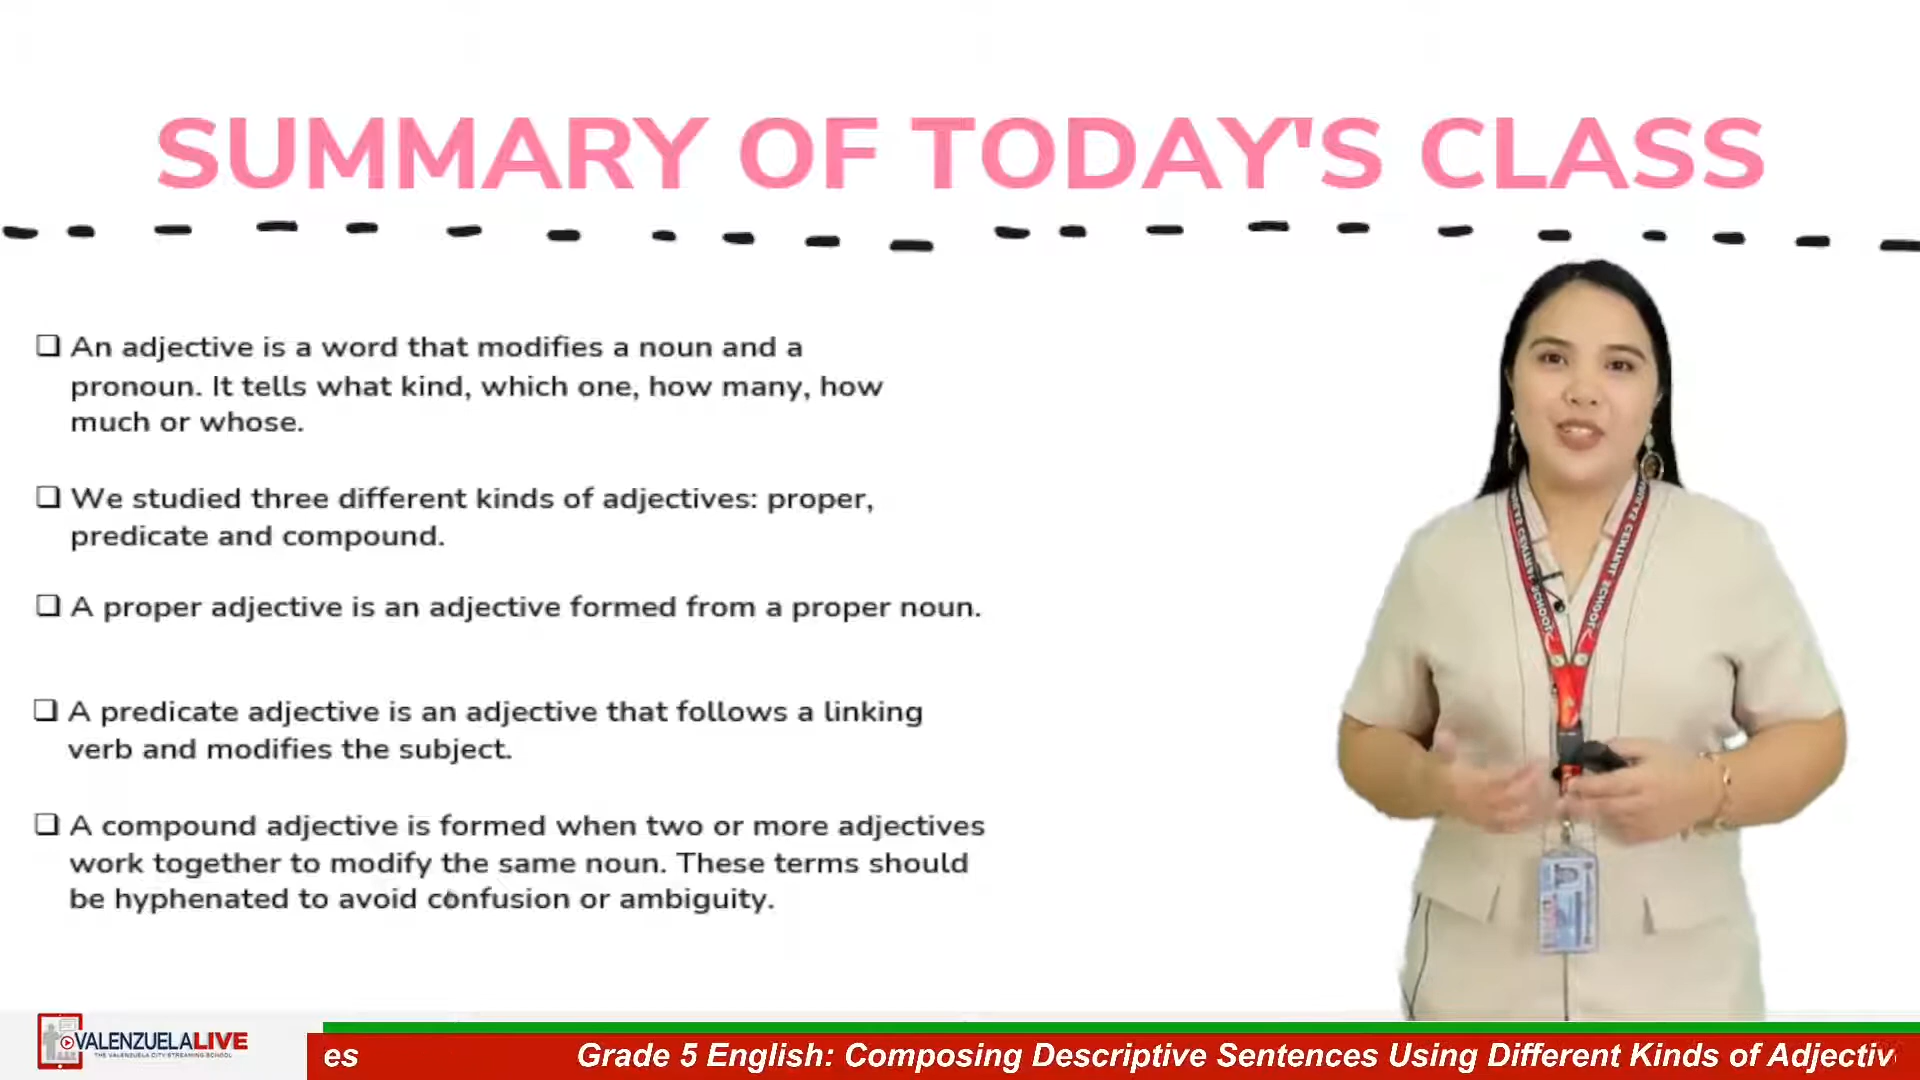 SUMMARY OF TODAY'S CLASS
❑ An adjective is a word that modifies a noun and a
pronoun. It tells what kind, which one, how many, how
much or whose.
❑ We studied three different kinds of adjectives: proper,
predicate and compound.
❑ A proper adjective is an adjective formed from a proper noun.
❑ A predicate adjective is an adjective that follows a linking
verb and modifies the subject.
❑ A compound adjective is formed when two or more adjectives
work together to modify the same noun. These terms should
be hyphenated to avoid confusion or ambiguity.
CENTRAL SCHOOL
CENTRAL SCHOOL
VALENZUELALIVE
THE VALENZUELA CITY STREAMING SCHOOL
es Grade 5 English: Composing Descriptive Sentences Using Different Kinds of Adjectiv